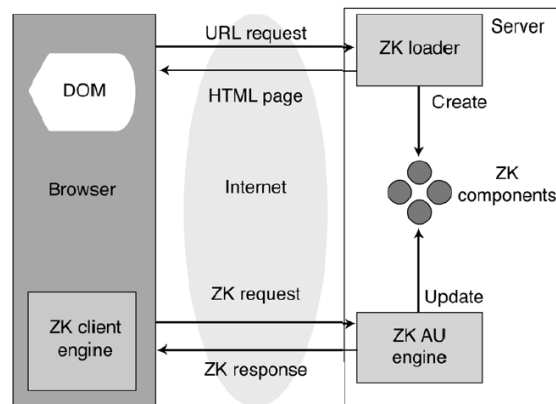 URL request
Server
ZK loader
DOM
HTML page
Create
Browser
Internet
ZK
components
ZK request
Update
ZK client
engine
ZK AU
engine
ZK response